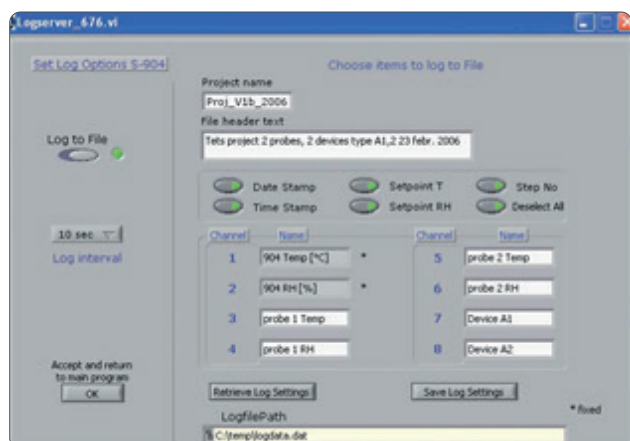 Logserver_676.vi
Set Log Options S-904
Choose items to log to File
Project name
Proj_V1b_2006
File header text
Tets project 2 probes, 2 devices type A1,2 23 febr. 2006
Log to File
Date Stamp
Setpoint T
Step No
Time Stamp
Setpoint RH
Deselect All
10 sec
Log interval
Channel Name
Channel Name
1 904 Temp [°C] *
5 probe 2 Temp
2 904 RH [%] *
6 probe 2 RH
3 probe 1 Temp
7 Device A1
4 probe 1 RH
8 Device A2
Accept and return
to main program
OK
Retrieve Log Settings
Save Log Settings
* fixed
LogfilePath
C:\temp\logdata.dat